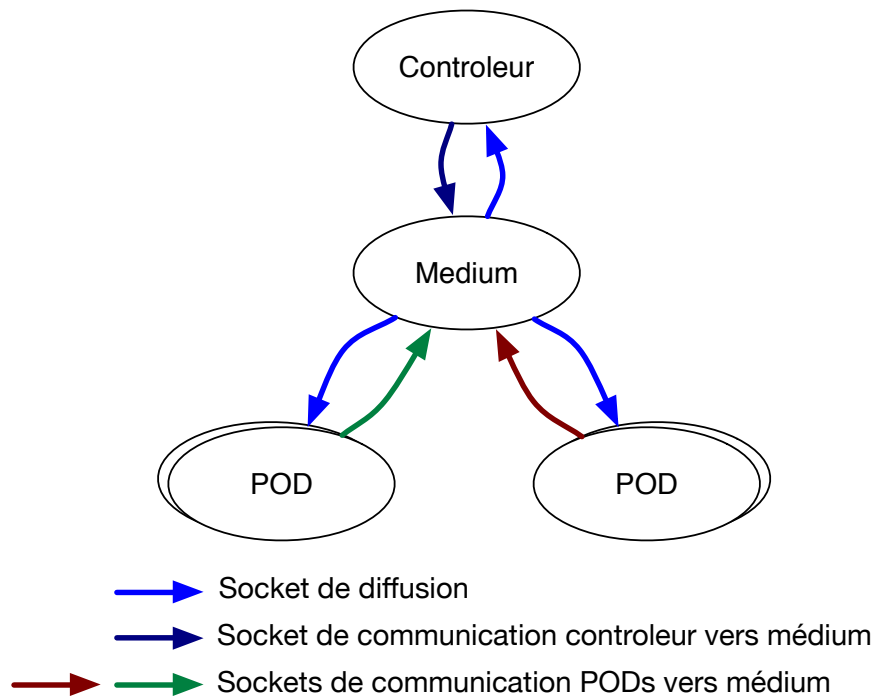 Controleur
Medium
POD
POD
Socket de diffusion
Socket de communication controleur vers médium
Sockets de communication PODs vers médium